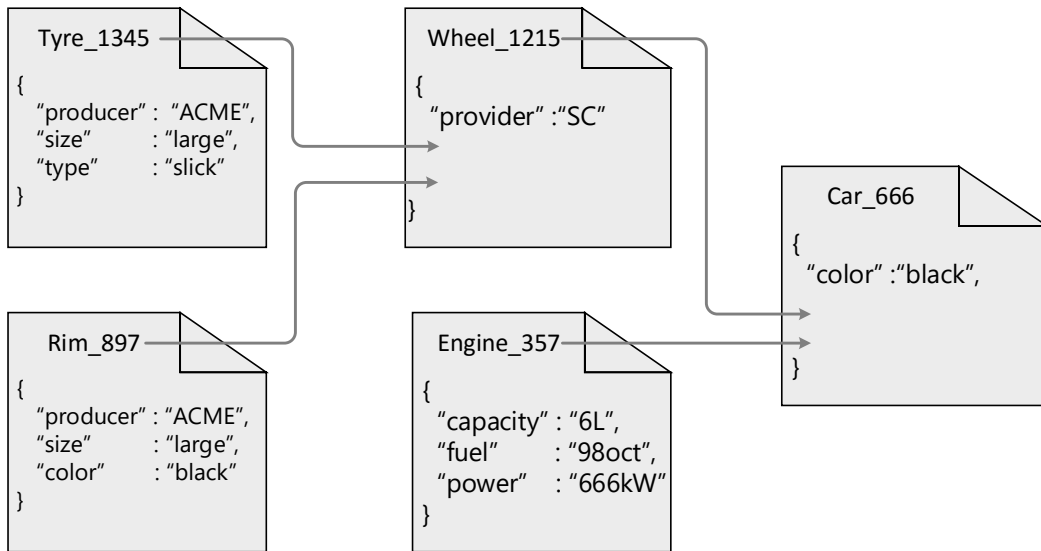 Tyre_1345
{
“producer” : “ACME”,
“size” : “large”,
“type” : “slick”
}
Wheel_1215
{
“provider” :“SC”
}
Car_666
{
“color” :“black”,
}
Rim_897
{
“producer” : “ACME”,
“size” : “large”,
“color” : “black”
}
Engine_357
{
“capacity” : “6L”,
“fuel” : “98oct”,
“power” : “666kW”
}